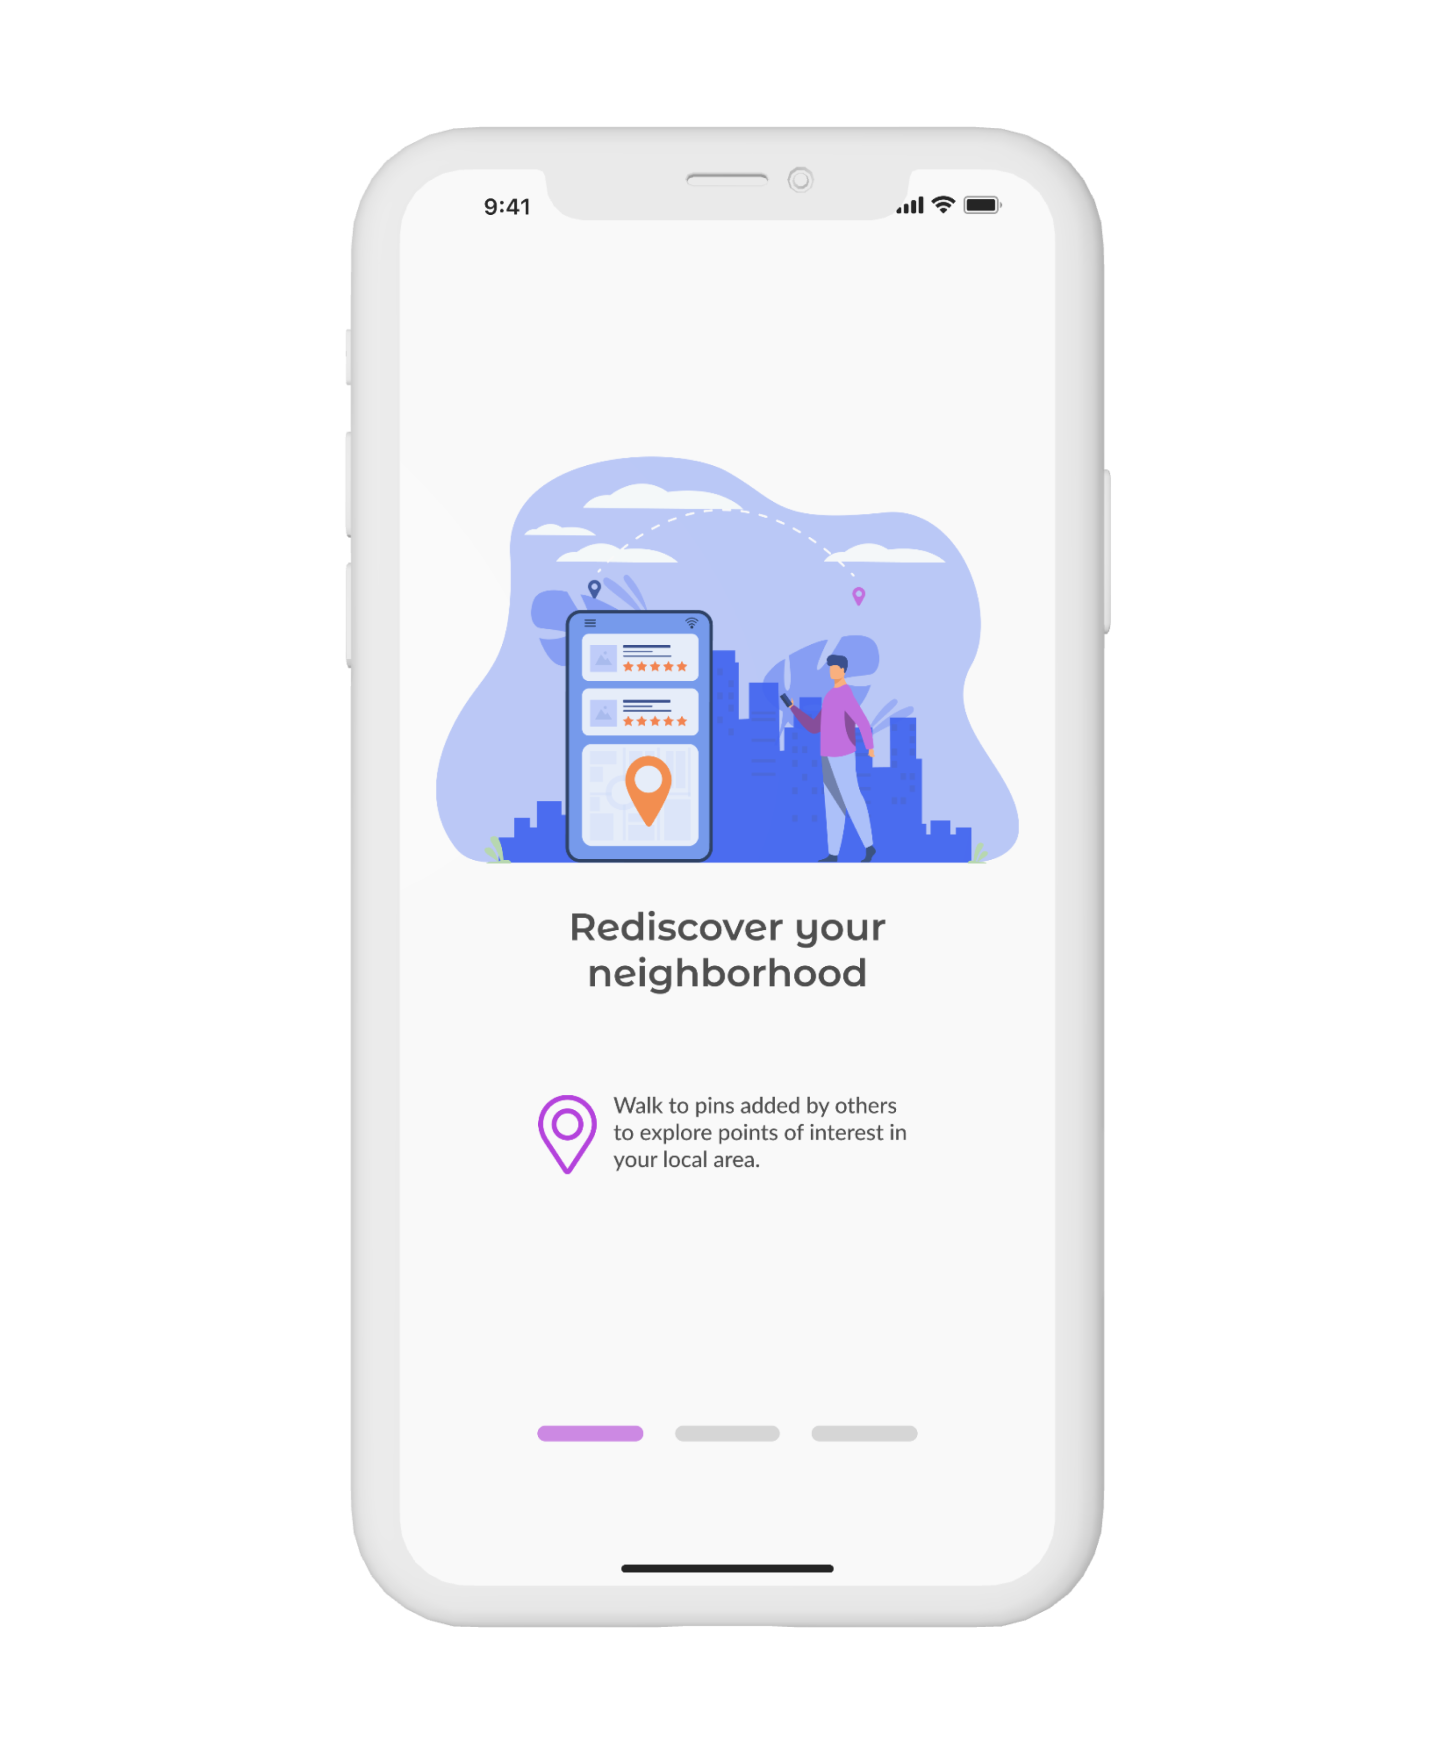 9:41
Rediscover your
neighborhood
Walk to pins added by others
to explore points of interest in
your local area.